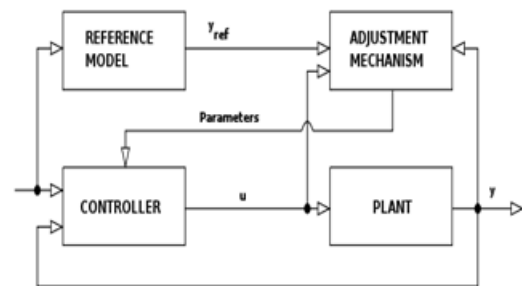 REFERENCE
MODEL
y_ref
ADJUSTMENT
MECHANISM
Parameters
CONTROLLER
u
PLANT
y